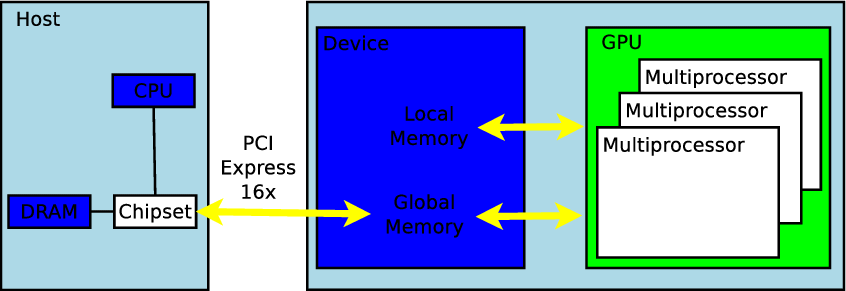 Host
CPU
DRAM
Chipset
PCI
Express
16x
Device
Local
Memory
Global
Memory
GPU
Multiprocessor
Multiprocessor
Multiprocessor